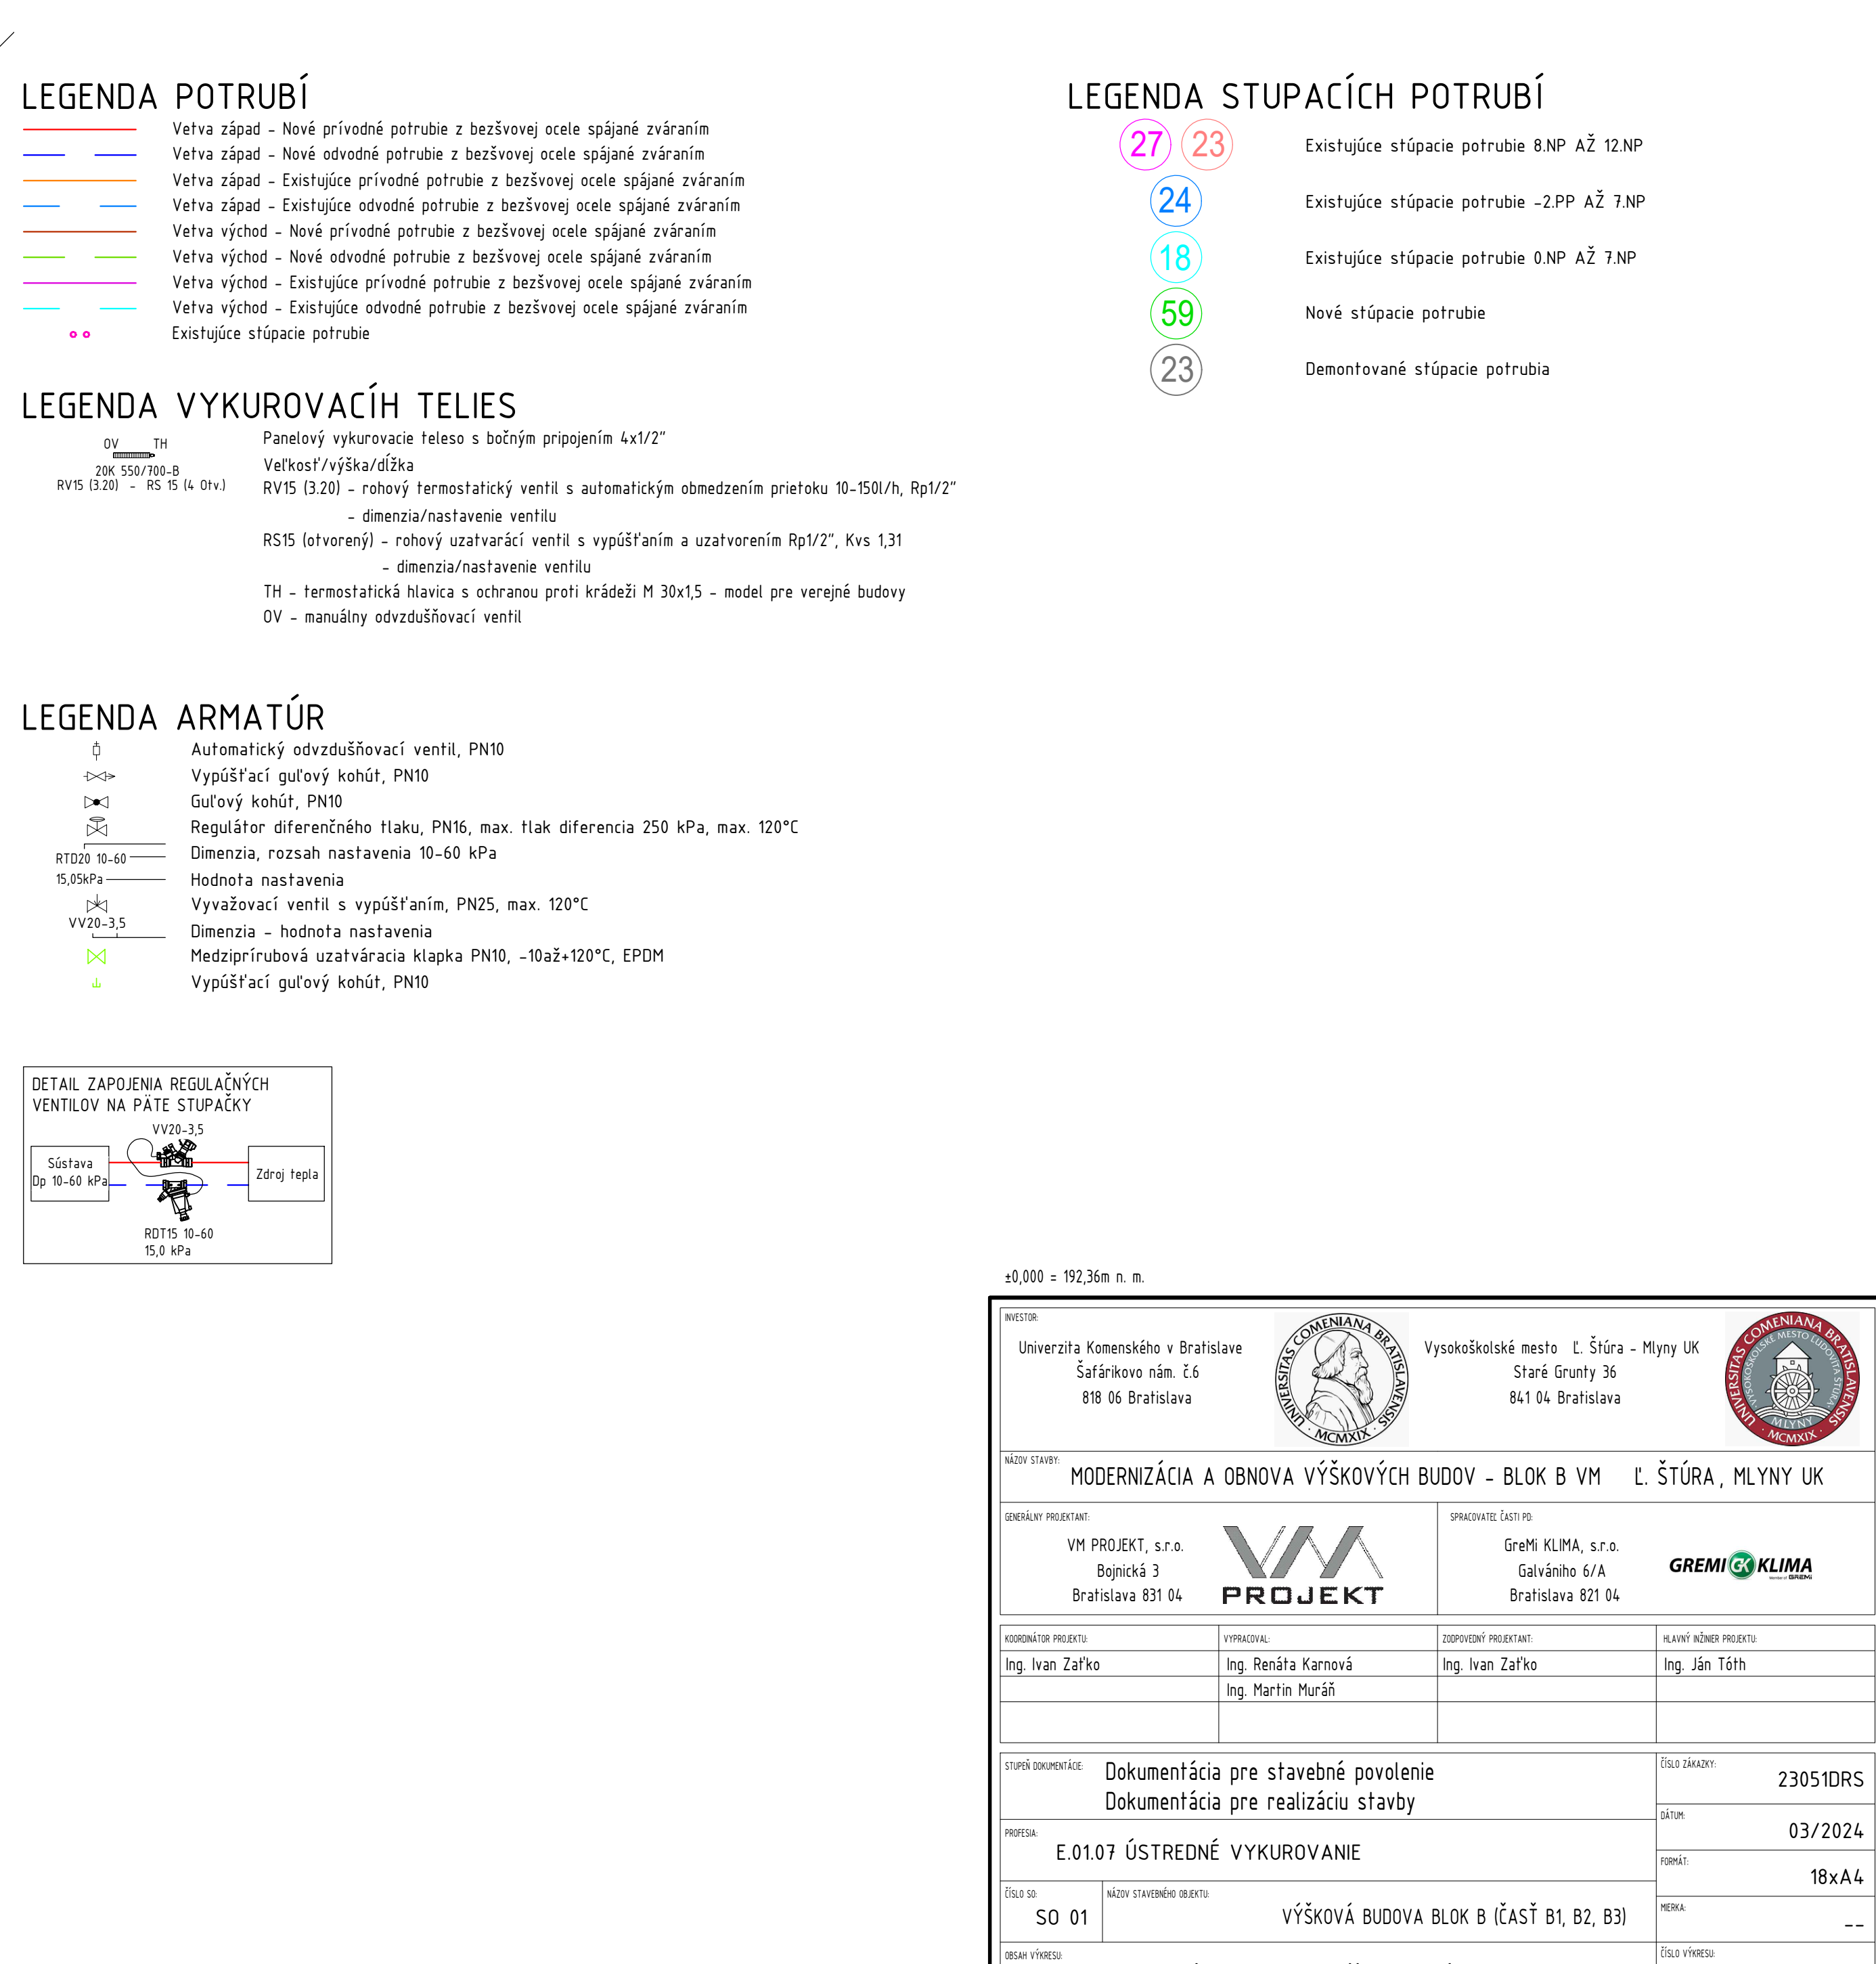 LEGENDA POTRUBÍ
Vetva západ - Nové prívodné potrubie z bezšvovej ocele spájané zváraním
Vetva západ - Nové odvodné potrubie z bezšvovej ocele spájané zváraním
Vetva západ - Existujúce prívodné potrubie z bezšvovej ocele spájané zváraním
Vetva západ - Existujúce odvodné potrubie z bezšvovej ocele spájané zváraním
Vetva východ - Nové prívodné potrubie z bezšvovej ocele spájané zváraním
Vetva východ - Nové odvodné potrubie z bezšvovej ocele spájané zváraním
Vetva východ - Existujúce prívodné potrubie z bezšvovej ocele spájané zváraním
Vetva východ - Existujúce odvodné potrubie z bezšvovej ocele spájané zváraním
Existujúce stúpacie potrubie
LEGENDA STUPACÍCH POTRUBÍ
27 23 Existujúce stúpacie potrubie 8.NP AŽ 12.NP
24 Existujúce stúpacie potrubie -2.PP AŽ 7.NP
18 Existujúce stúpacie potrubie 0.NP AŽ 7.NP
59 Nové stúpacie potrubie
23 Demontované stúpacie potrubia
LEGENDA VYKUROVACÍH TELIES
OV TH
20K 550/700-B
RV15 (3.20) - RS 15 (4 Otv.)
Panelový vykurovacie teleso s bočným pripojením 4x1/2"
Veľkosť/výška/dĺžka
RV15 (3.20) - rohový termostatický ventil s automatickým obmedzením prietoku 10-150l/h, Rp1/2"
- dimenzia/nastavenie ventilu
RS15 (otvorený) - rohový uzatvárácí ventil s vypúšťaním a uzatvorením Rp1/2", Kvs 1,31
- dimenzia/nastavenie ventilu
TH - termostatická hlavica s ochranou proti krádeži M 30x1,5 - model pre verejné budovy
OV - manuálny odvzdušňovací ventil
LEGENDA ARMATÚR
Automatický odvzdušňovací ventil, PN10
Vypúšťací guľový kohút, PN10
Guľový kohút, PN10
Regulátor diferenčného tlaku, PN16, max. tlak diferencia 250 kPa, max. 120°C
RTD20 10-60 Dimenzia, rozsah nastavenia 10-60 kPa
15,05kPa Hodnota nastavenia
Vyvažovací ventil s vypúšťaním, PN25, max. 120°C
VV20-3,5
Dimenzia - hodnota nastavenia
Medziprírubová uzatváracia klapka PN10, -10až+120°C, EPDM
Vypúšťací guľový kohút, PN10
DETAIL ZAPOJENIA REGULAČNÝCH
VENTILOV NA PÄTE STUPAČKY
VV20-3,5
Sústava
Dp 10-60 kPa
Zdroj tepla
RDT15 10-60
15,0 kPa
±0,000 = 192,36m n. m.
INVESTOR:
Univerzita Komenského v Bratislave
Šafárikovo nám. č.6
818 06 Bratislava
UNIVERSITAS COMENIANA BRATISLAVENSIS
· MCMXIX ·
Vysokoškolské mesto Ľ. Štúra - Mlyny UK
Staré Grunty 36
841 04 Bratislava
UNIVERSITAS COMENIANA BRATISLAVENSIS
VYSOKOŠKOLSKÉ MESTO ĽUDOVÍTA ŠTÚRA
MLYNY
· MCMXIX ·
NÁZOV STAVBY:
MODERNIZÁCIA A OBNOVA VÝŠKOVÝCH BUDOV - BLOK B VM Ľ. ŠTÚRA, MLYNY UK
GENERÁLNY PROJEKTANT:
VM PROJEKT, s.r.o.
Bojnická 3
Bratislava 831 04
VM
PROJEKT
SPRACOVATEĽ ČASTI PD:
GreMi KLIMA, s.r.o.
Galvániho 6/A
Bratislava 821 04
GREMI GK KLIMA
Member of GREMI
KOORDINÁTOR PROJEKTU:
Ing. Ivan Zaťko
VYPRACOVAL:
Ing. Renáta Karnová
Ing. Martin Muráň
ZODPOVEDNÝ PROJEKTANT:
Ing. Ivan Zaťko
HLAVNÝ INŽINIER PROJEKTU:
Ing. Ján Tóth
STUPEŇ DOKUMENTÁCIE:
Dokumentácia pre stavebné povolenie
Dokumentácia pre realizáciu stavby
ČÍSLO ZÁKAZKY:
23051DRS
DÁTUM:
03/2024
PROFESIA:
E.01.07 ÚSTREDNÉ VYKUROVANIE
FORMÁT:
18xA4
ČÍSLO SO:
SO 01
NÁZOV STAVEBNÉHO OBJEKTU:
VÝŠKOVÁ BUDOVA BLOK B (ČASŤ B1, B2, B3)
MIERKA:
--
OBSAH VÝKRESU:
ČÍSLO VÝKRESU: